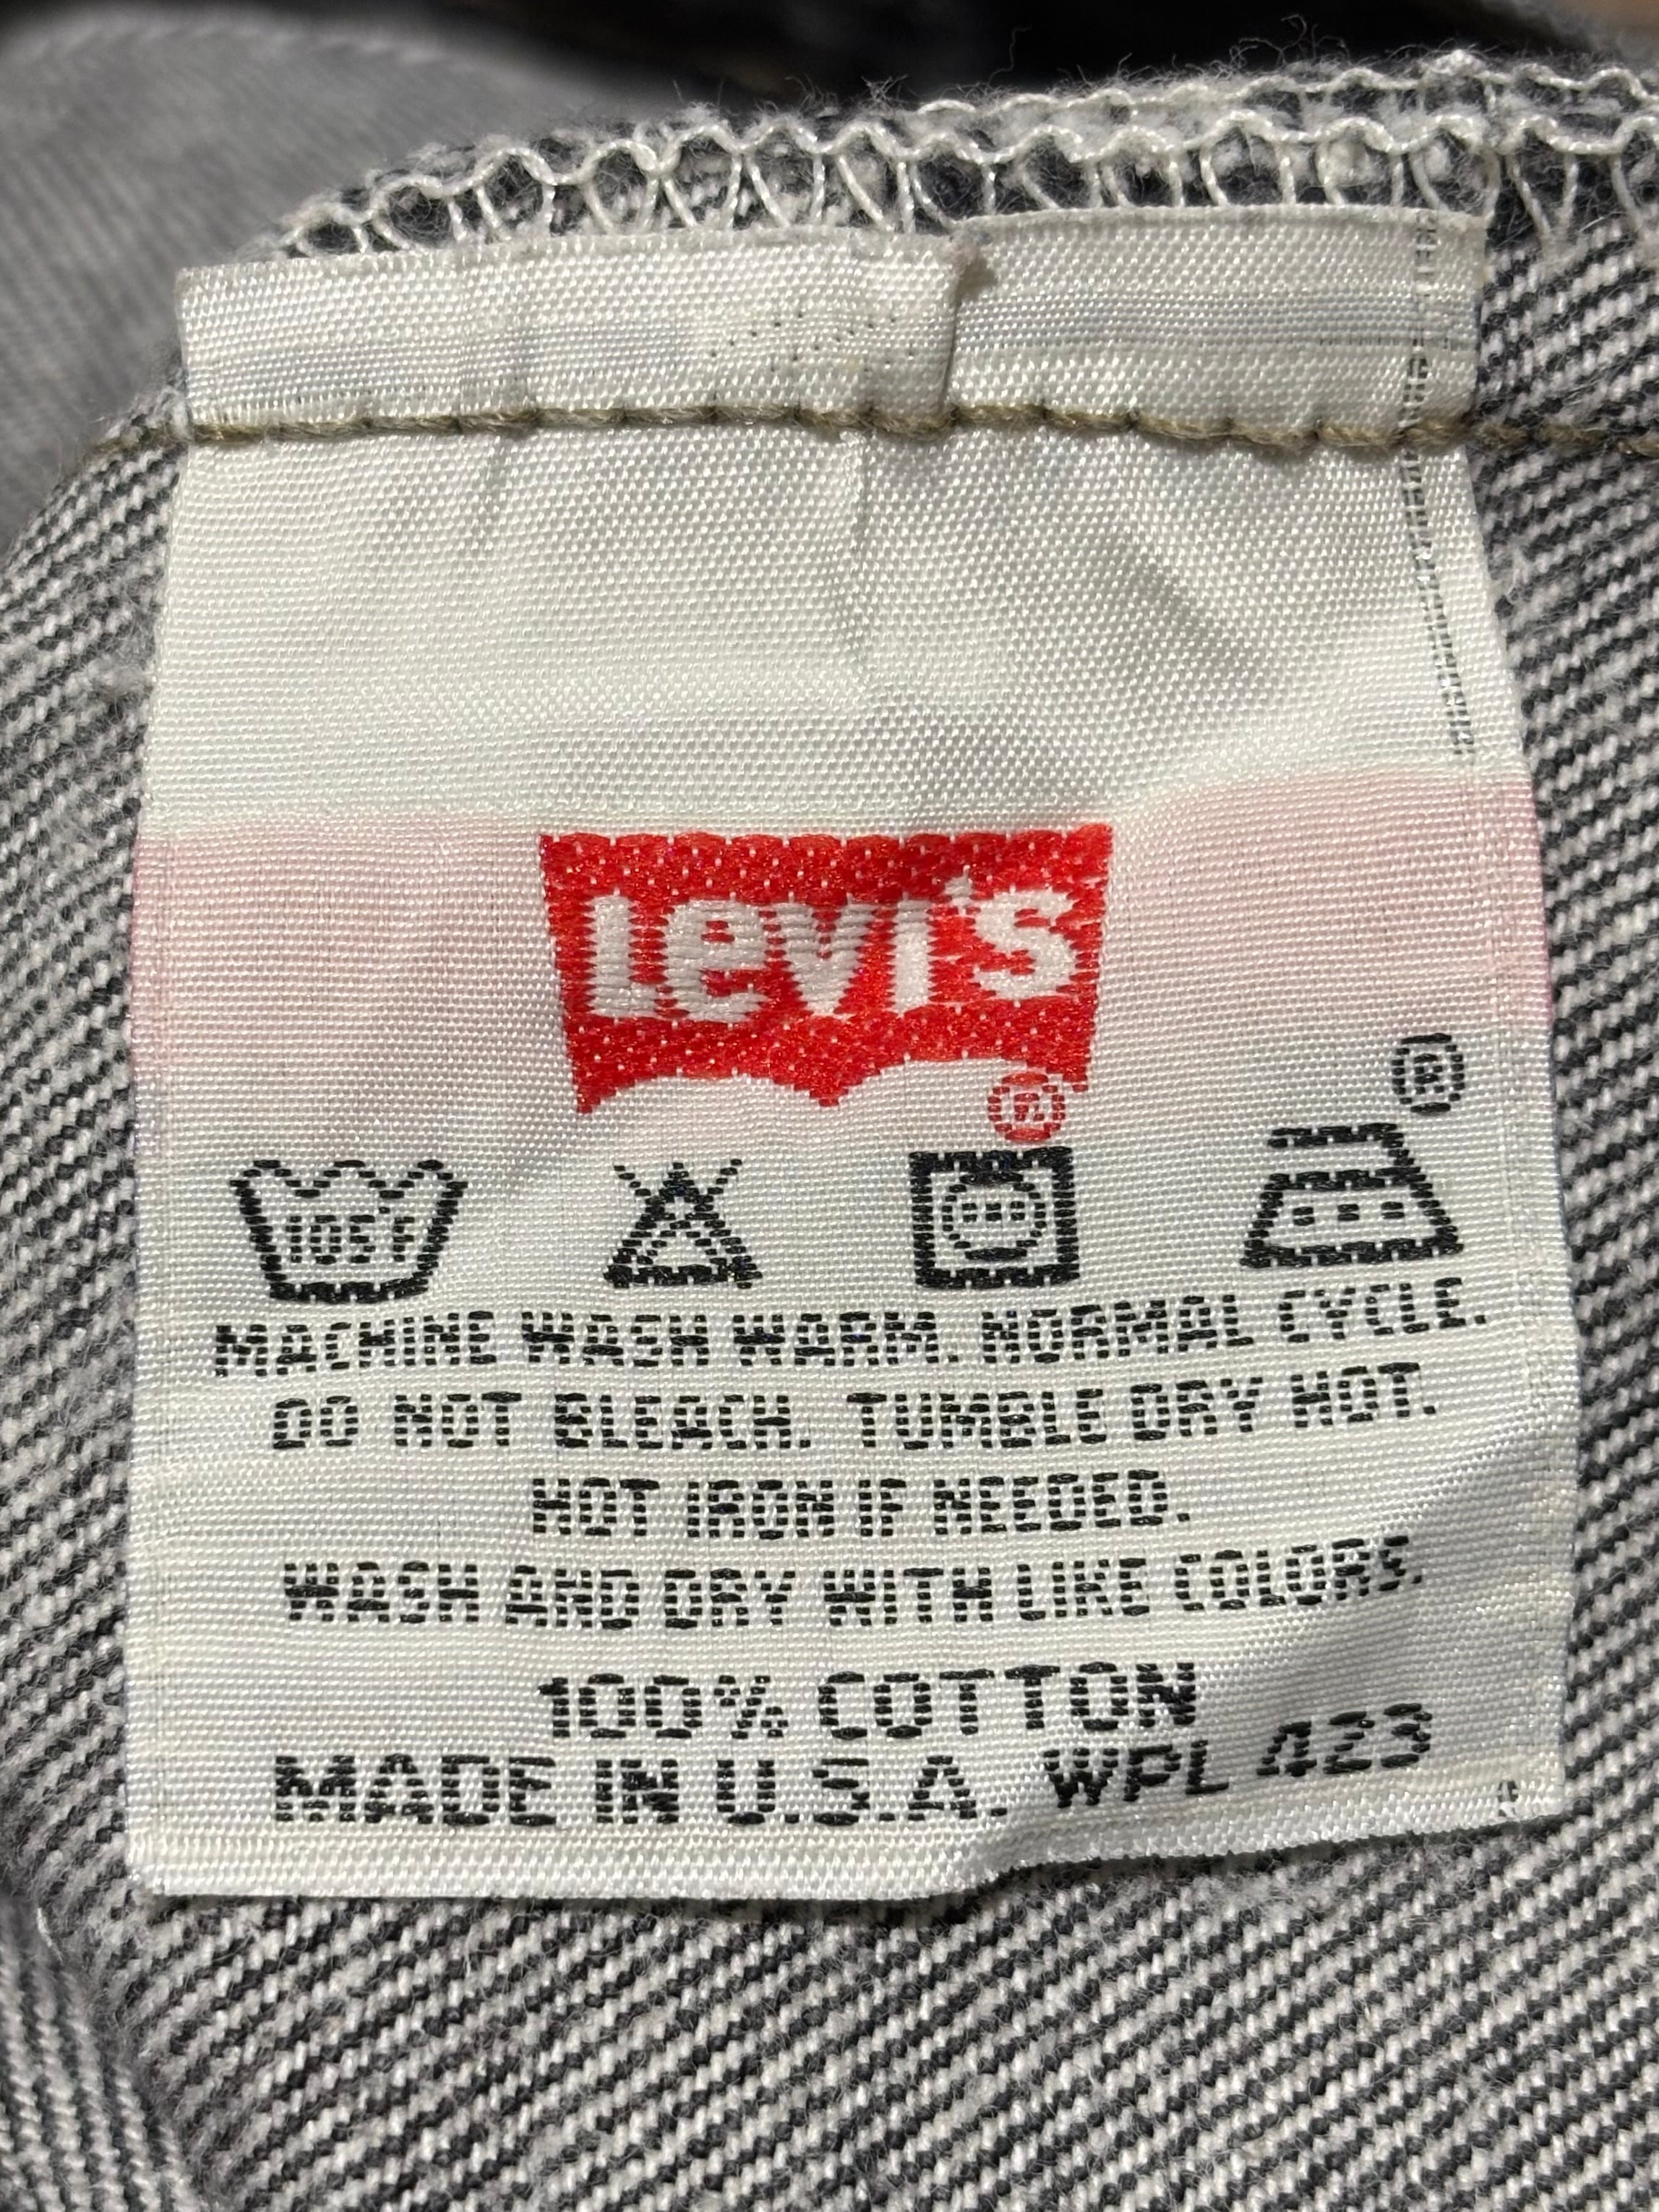 Levi's
®
®
105°F
MACHINE WASH WARM. NORMAL CYCLE.
DO NOT BLEACH. TUMBLE DRY HOT.
HOT IRON IF NEEDED.
WASH AND DRY WITH LIKE COLORS.
100% COTTON
MADE IN U.S.A. WPL 423